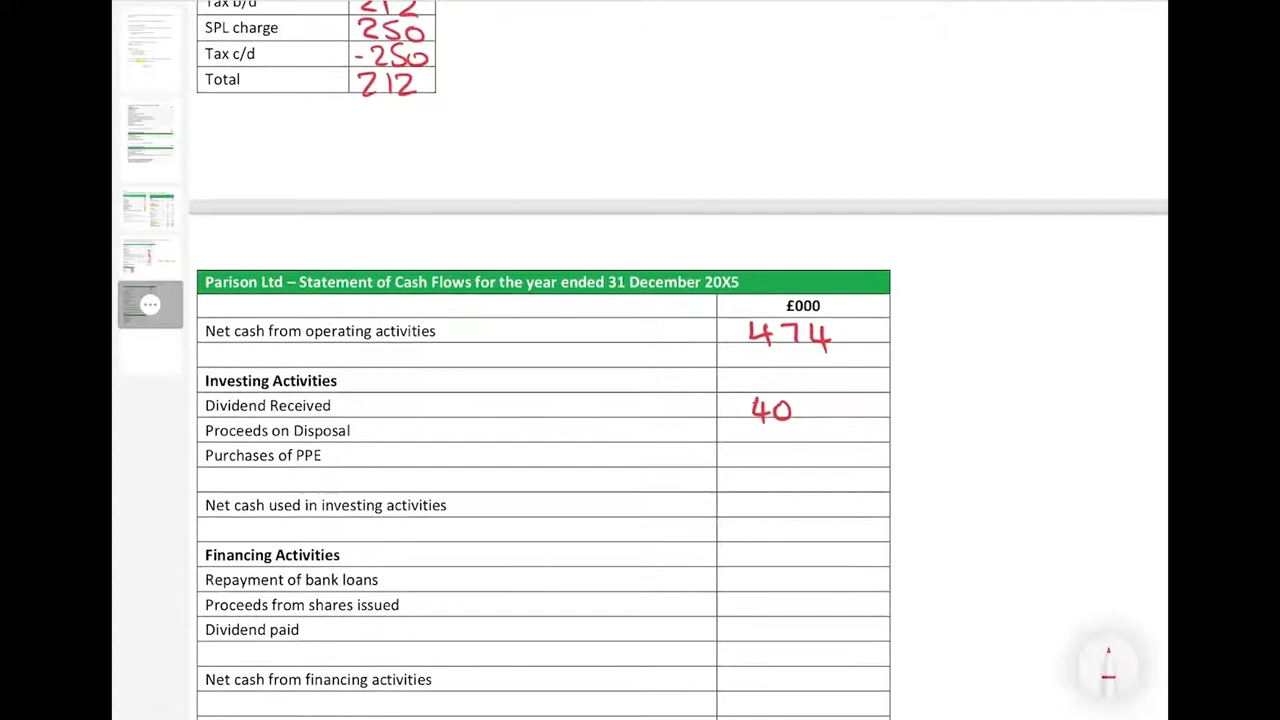 Tax b/d 212
SPL charge 250
Tax c/d -250
Total 212
Parison Ltd – Statement of Cash Flows for the year ended 31 December 20X5
£000
Net cash from operating activities 474
Investing Activities
Dividend Received 40
Proceeds on Disposal
Purchases of PPE
Net cash used in investing activities
Financing Activities
Repayment of bank loans
Proceeds from shares issued
Dividend paid
Net cash from financing activities